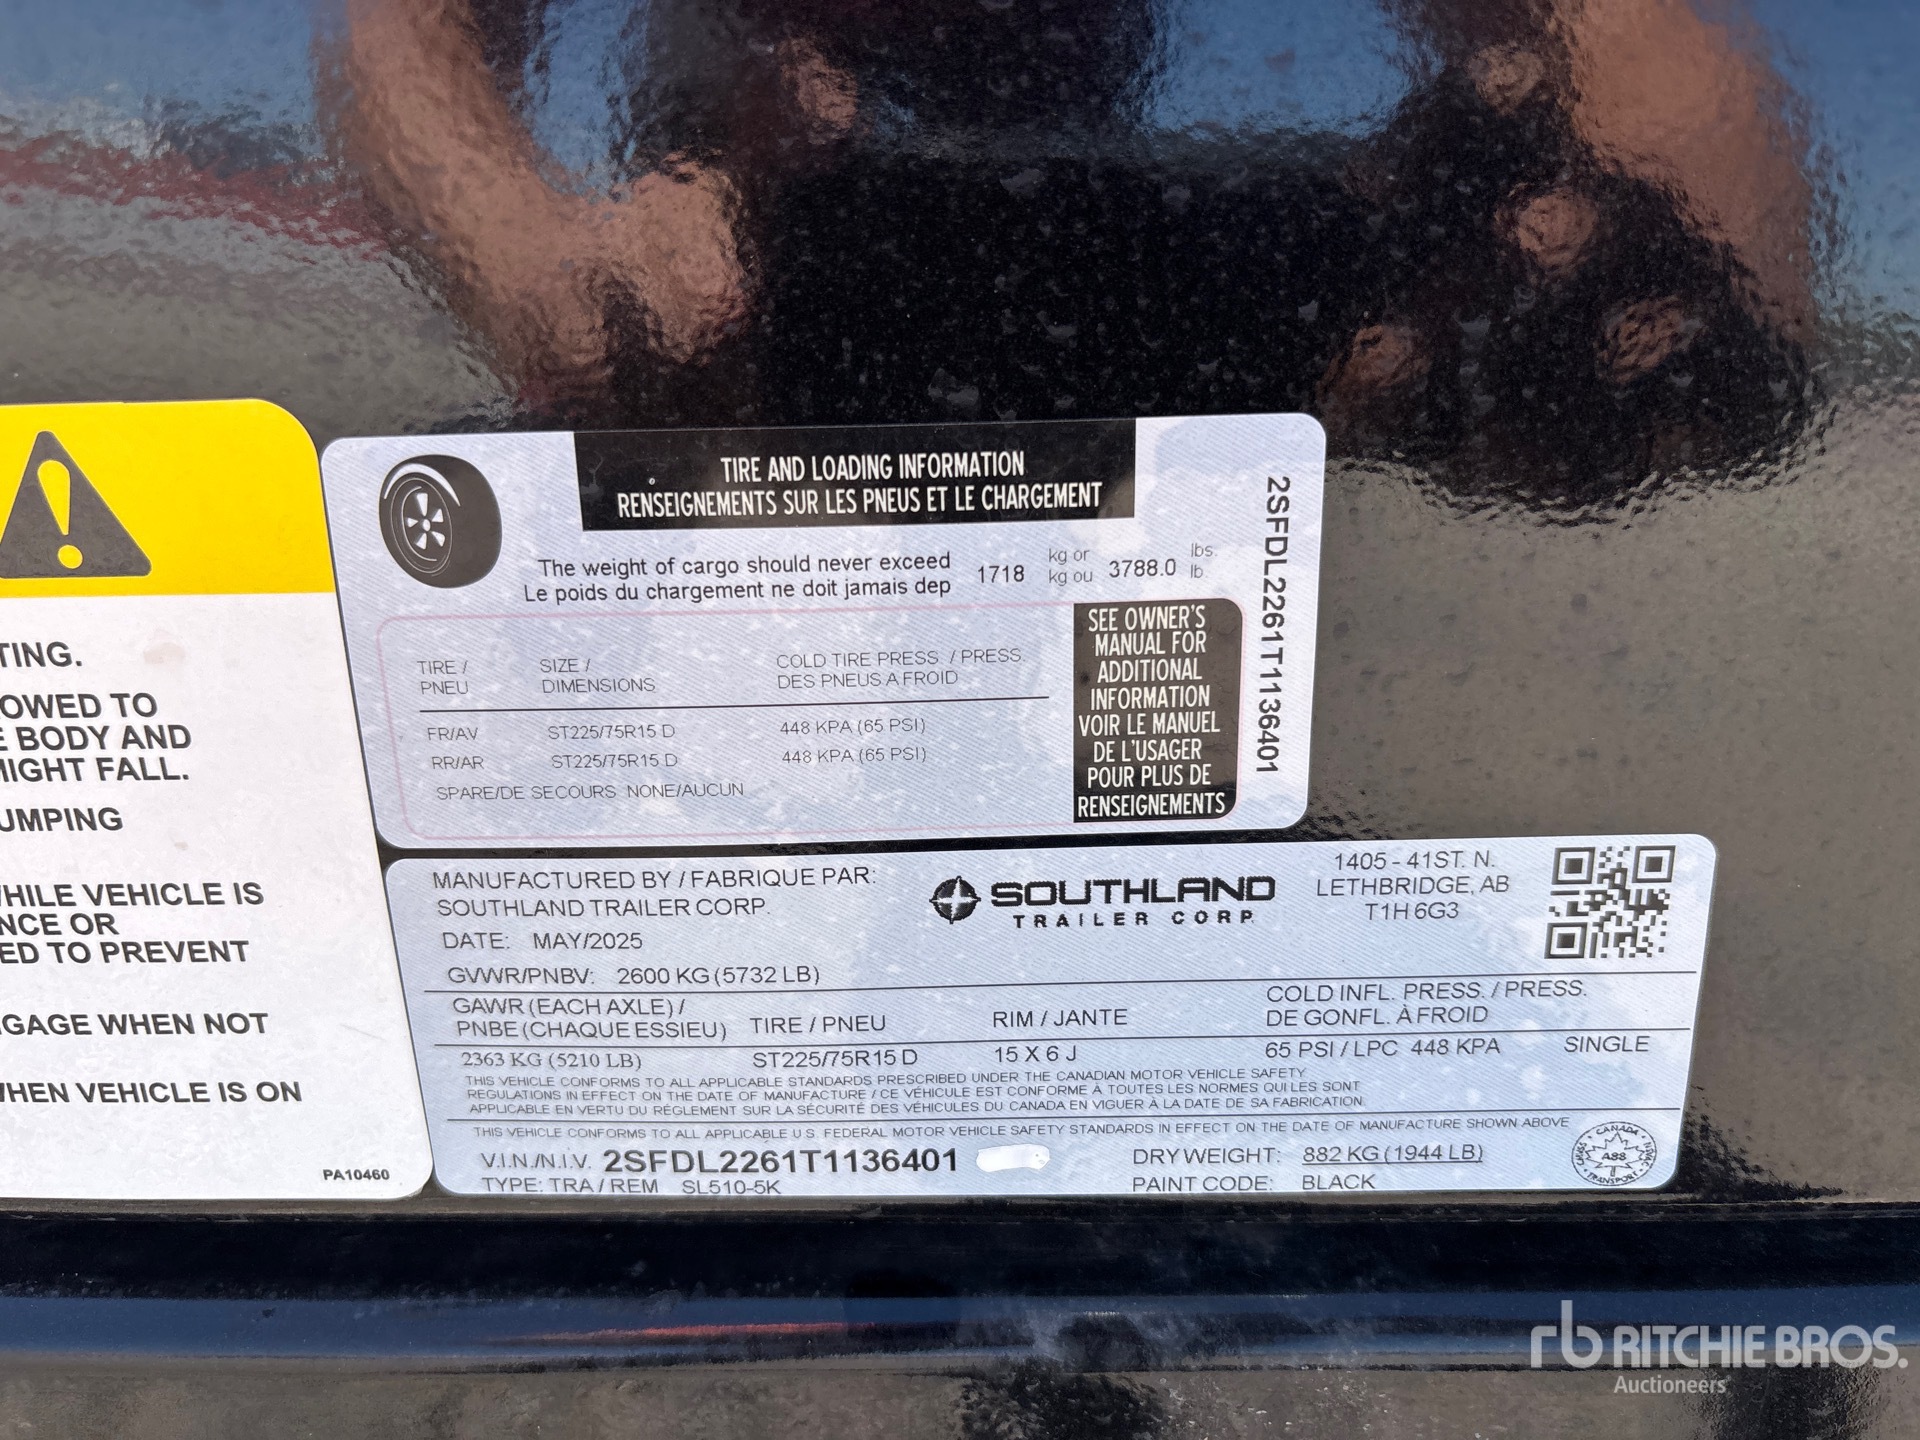 TING.
OWED TO
E BODY AND
MIGHT FALL.
UMPING
WHILE VEHICLE IS
NCE OR
ED TO PREVENT
GAGE WHEN NOT
WHEN VEHICLE IS ON
PA10460
TIRE AND LOADING INFORMATION
RENSEIGNEMENTS SUR LES PNEUS ET LE CHARGEMENT
The weight of cargo should never exceed 1718 kg or 3788.0 lbs.
Le poids du chargement ne doit jamais dep kg ou lb.
TIRE / SIZE / COLD TIRE PRESS. / PRESS.
PNEU DIMENSIONS DES PNEUS A FROID
FR/AV ST225/75R15 D 448 KPA (65 PSI)
RR/AR ST225/75R15 D 448 KPA (65 PSI)
SPARE/DE SECOURS NONE/AUCUN
SEE OWNER'S
MANUAL FOR
ADDITIONAL
INFORMATION
VOIR LE MANUEL
DE L'USAGER
POUR PLUS DE
RENSEIGNEMENTS
2SFDL2261T1136401
MANUFACTURED BY / FABRIQUE PAR:
SOUTHLAND TRAILER CORP.
SOUTHLAND
TRAILER CORP
1405 - 41ST. N.
LETHBRIDGE, AB
T1H 6G3
DATE: MAY/2025
GVWR/PNBV: 2600 KG (5732 LB)
GAWR (EACH AXLE) / COLD INFL. PRESS. / PRESS.
PNBE (CHAQUE ESSIEU) TIRE / PNEU RIM / JANTE DE GONFL. À FROID
2363 KG (5210 LB) ST225/75R15 D 15 X 6 J 65 PSI / LPC 448 KPA SINGLE
THIS VEHICLE CONFORMS TO ALL APPLICABLE STANDARDS PRESCRIBED UNDER THE CANADIAN MOTOR VEHICLE SAFETY
REGULATIONS IN EFFECT ON THE DATE OF MANUFACTURE / CE VÉHICULE EST CONFORME À TOUTES LES NORMES QUI LES SONT
APPLICABLE EN VERTU DU RÈGLEMENT SUR LA SÉCURITÉ DES VÉHICULES DU CANADA EN VIGUER À LA DATE DE SA FABRICATION.
THIS VEHICLE CONFORMS TO ALL APPLICABLE U.S. FEDERAL MOTOR VEHICLE SAFETY STANDARDS IN EFFECT ON THE DATE OF MANUFACTURE SHOWN ABOVE
V.I.N./N.I.V. 2SFDL2261T1136401 DRY WEIGHT: 882 KG (1944 LB)
TYPE: TRA / REM SL510-5K PAINT CODE: BLACK
CANADA
TRANSPORT
rb RITCHIE BROS.
Auctioneers